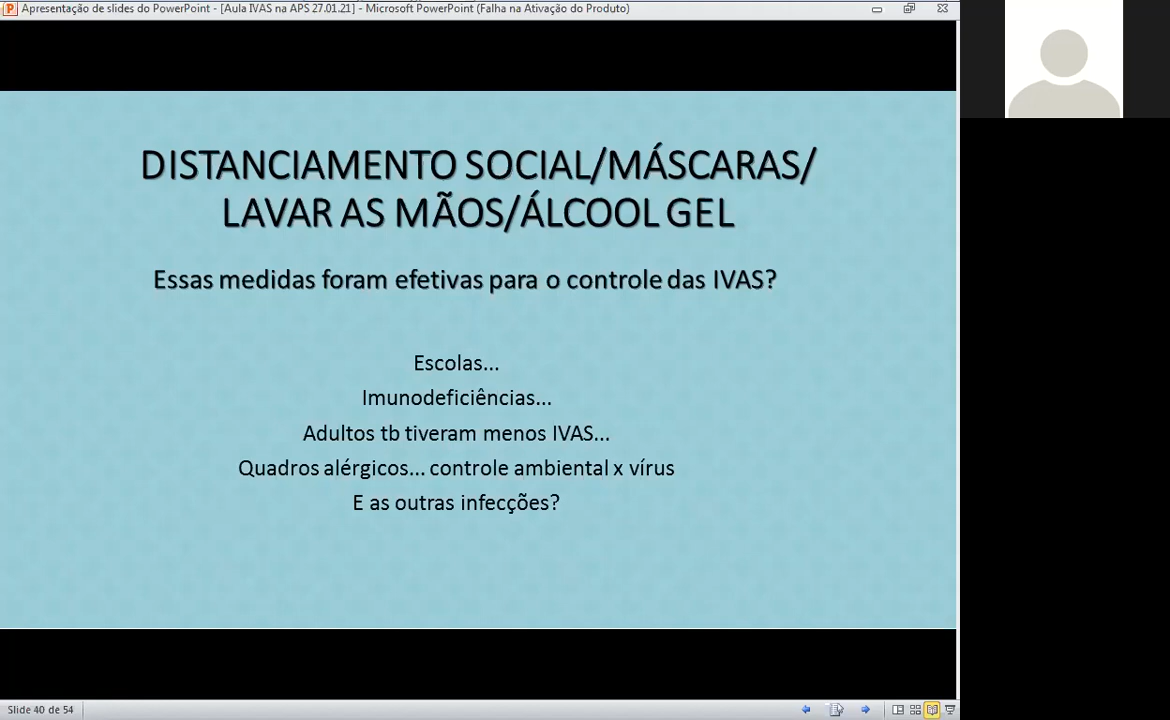 Apresentação de slides do PowerPoint - [Aula IVAS na APS 27.01.21] - Microsoft PowerPoint (Falha na Ativação do Produto)
DISTANCIAMENTO SOCIAL/MÁSCARAS/
LAVAR AS MÃOS/ÁLCOOL GEL
Essas medidas foram efetivas para o controle das IVAS?
Escolas...
Imunodeficiências...
Adultos tb tiveram menos IVAS...
Quadros alérgicos... controle ambiental x vírus
E as outras infecções?
Slide 40 de 54